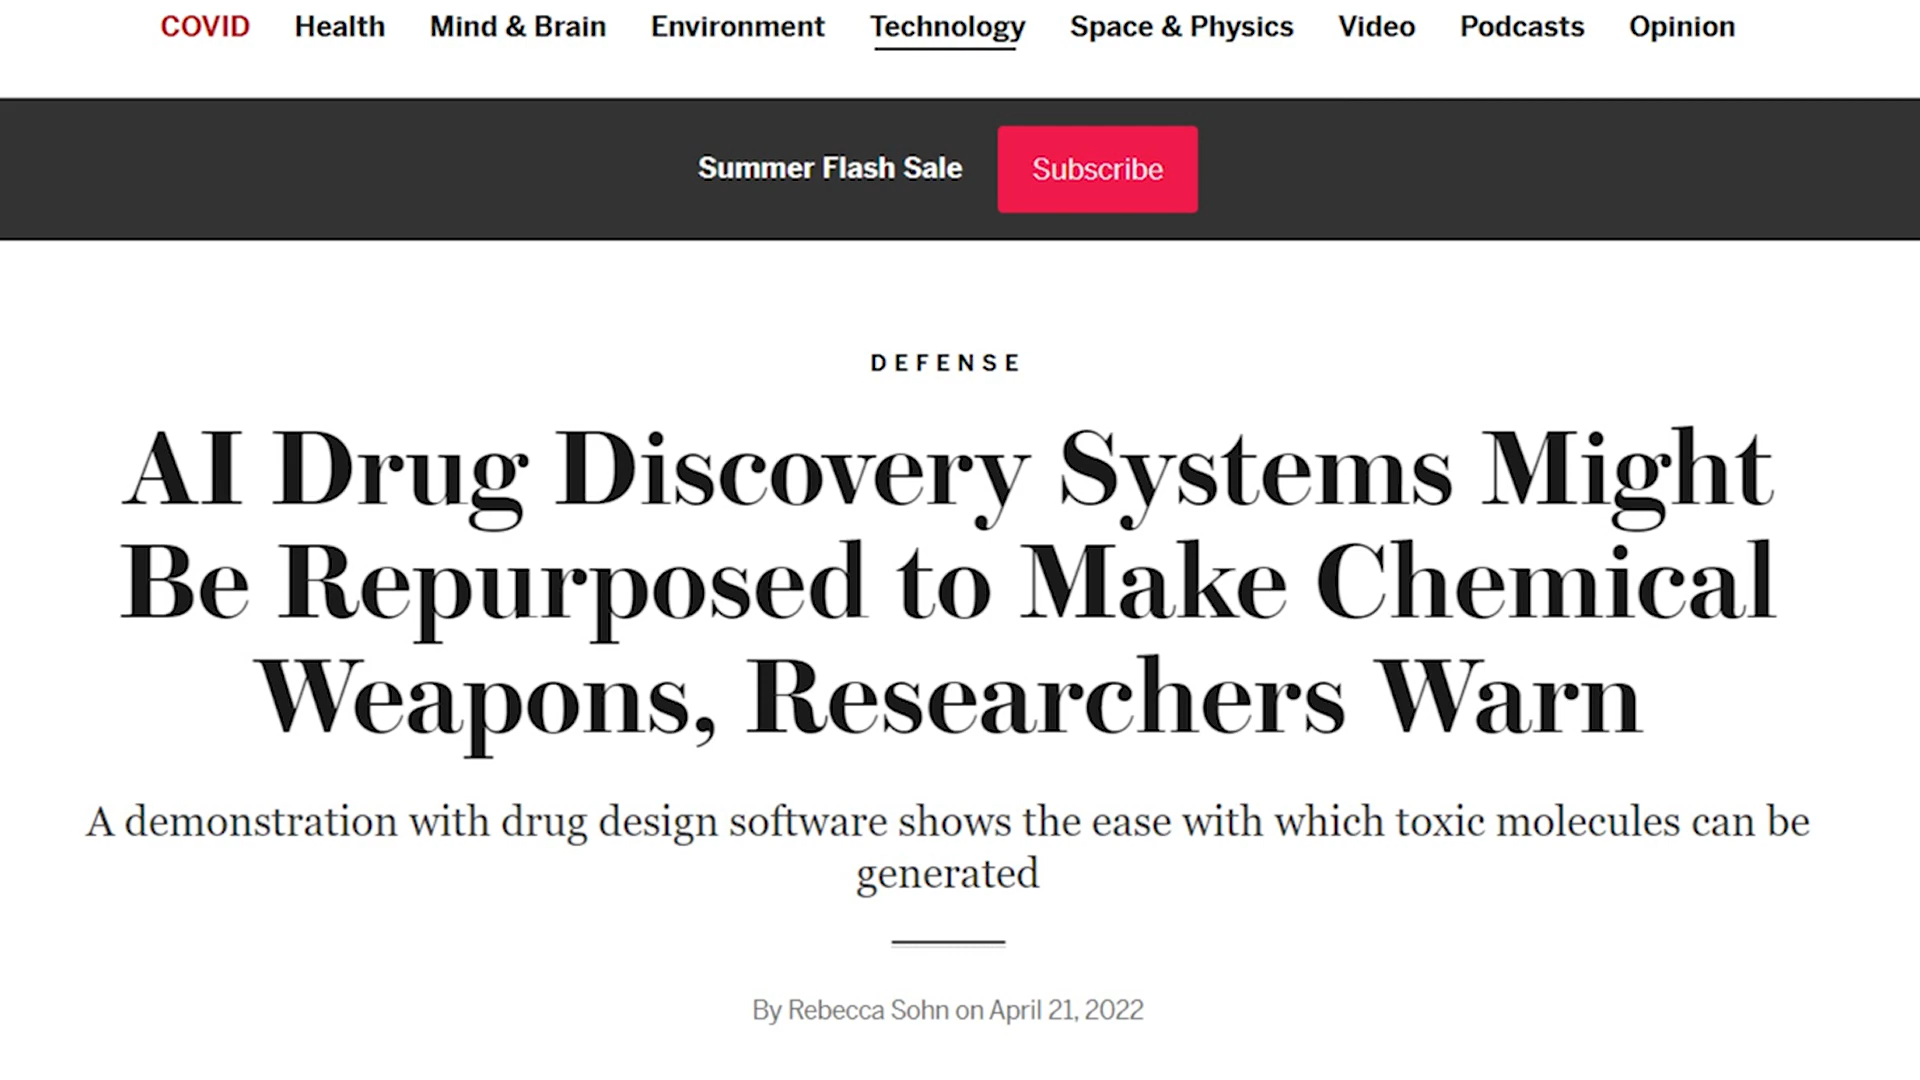 COVID Health Mind & Brain Environment Technology Space & Physics Video Podcasts Opinion
Summer Flash Sale Subscribe
DEFENSE
AI Drug Discovery Systems Might
Be Repurposed to Make Chemical
Weapons, Researchers Warn
A demonstration with drug design software shows the ease with which toxic molecules can be
generated
By Rebecca Sohn on April 21, 2022